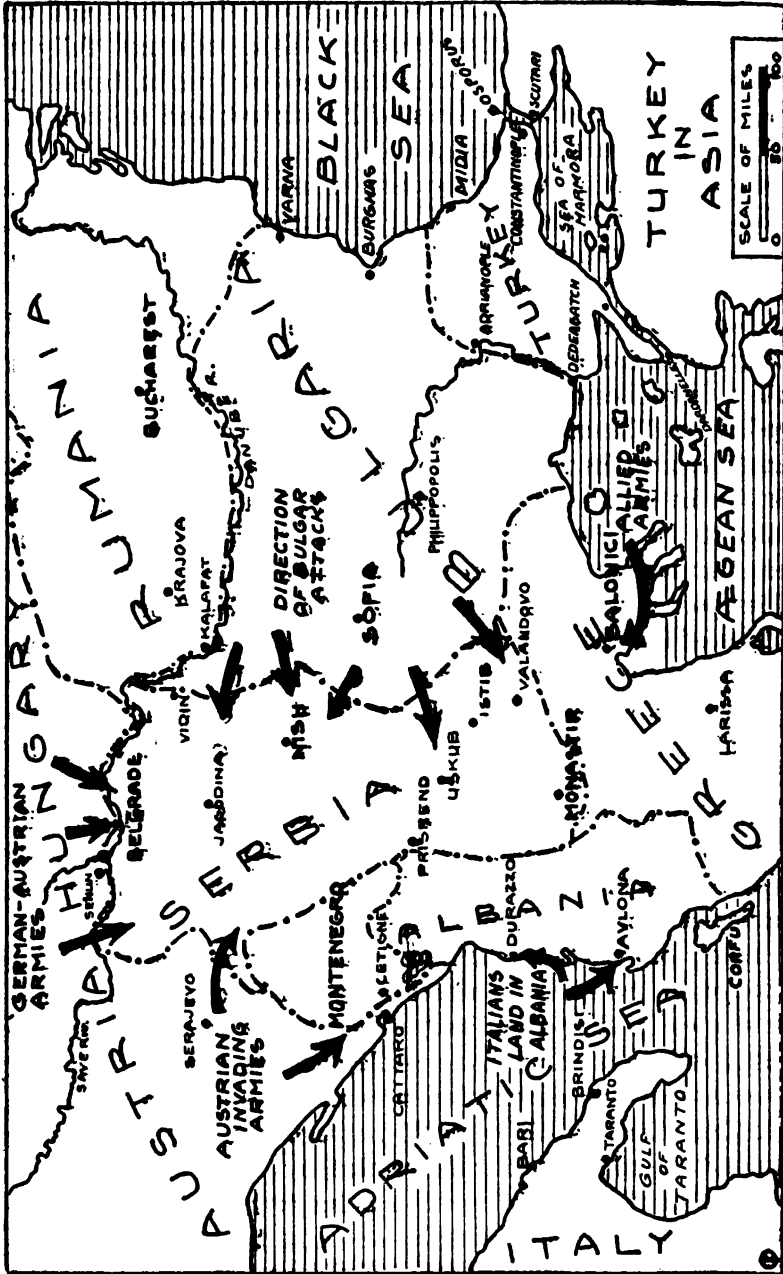 AUSTRIA
HUNGARY
RUMANIA
SERBIA
BULGARIA
MONTENEGRO
ALBANIA
GREECE
TURKEY
ITALY
TURKEY
IN
ASIA
BLACK
SEA
ÆGEAN SEA
ADRIATIC SEA
GULF
OF
TARANTO
SEA OF
MARMORA
BOSPORUS
DANUBE R.
GERMAN-AUSTRIAN
ARMIES
AUSTRIAN
INVADING
ARMIES
DIRECTION
OF BULGAR
ATTACKS
ITALIANS
LAND IN
ALBANIA
ALLIED
ARMIES
SAVE R.
SEMLIN
BELGRADE
SERAJEVO
VIDIN
KALAFAT
KRAJOVA
BUCHAREST
VARNA
BURGHAS
MIDIA
CONSTANTINOPLE
SCUTARI
ADRIANOPLE
DEDEAGATCH
PHILIPPOPOLIS
SOFIA
NISH
JAGODINA
PRISREND
USKUB
ISTIB
VALANDOVO
MONASTIR
SALONICI
LARISSA
CETIGNE
CATTARO
DURAZZO
AVLONA
CORFU
BARI
BRINDISI
TARANTO
SCALE OF MILES
0 50 100